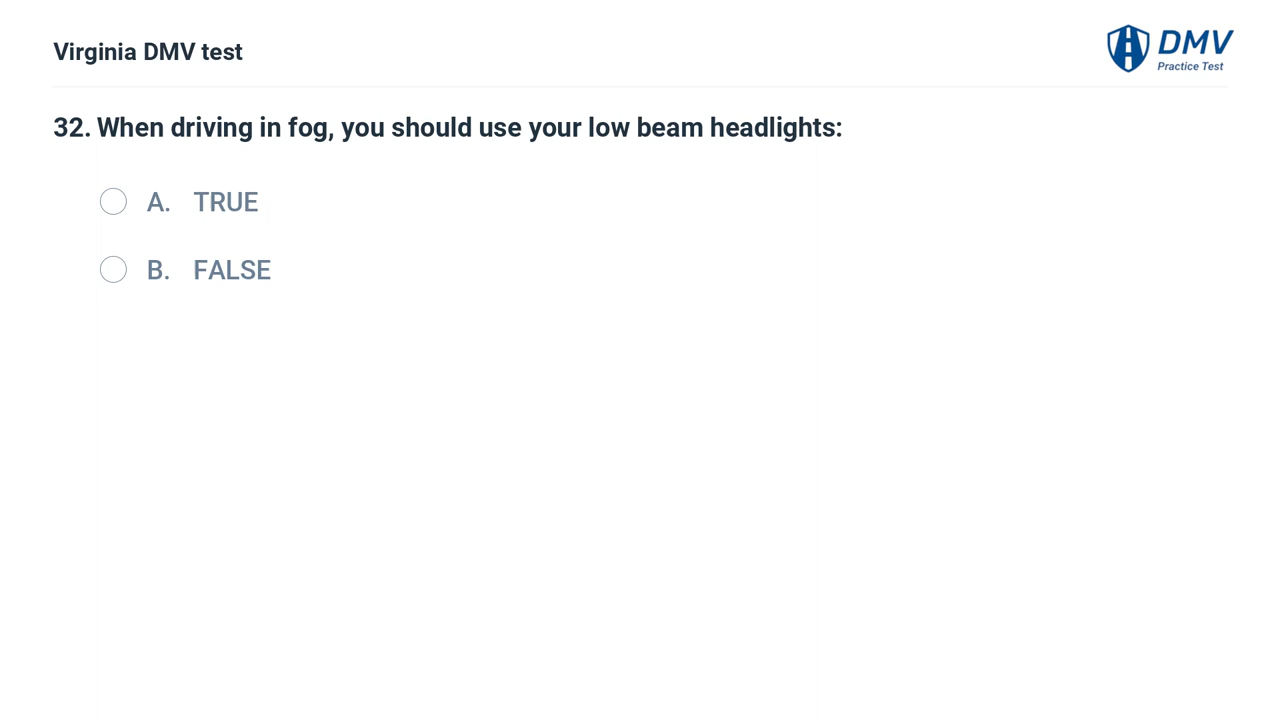 Virginia DMV test
DMV
Practice Test
32. When driving in fog, you should use your low beam headlights:
A. TRUE
B. FALSE